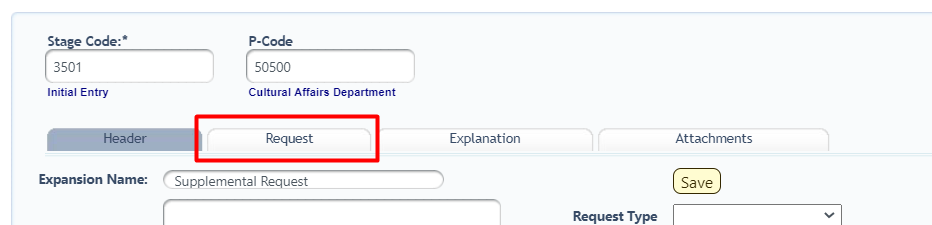 Stage Code:* P-Code
3501 50500
Initial Entry Cultural Affairs Department
Header Request Explanation Attachments
Expansion Name: Supplemental Request Save
Request Type